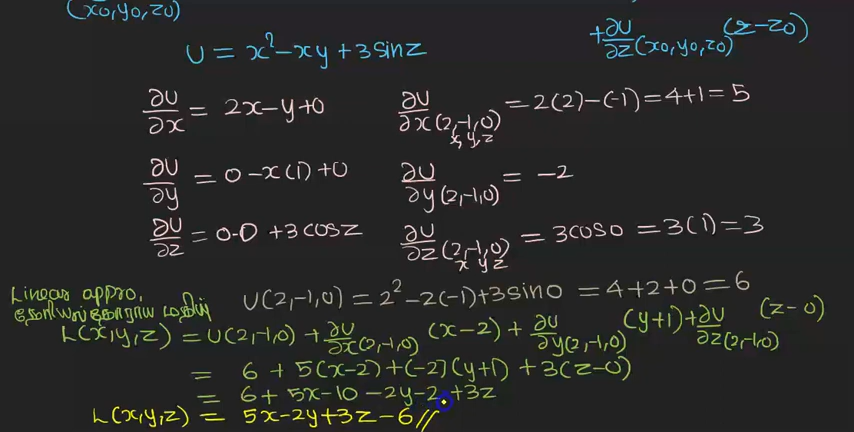 (x0,y0,z0)
+∂U/∂z(x0,y0,z0) (z-z0)
U = x²-xy+3sinz
∂U/∂x = 2x-y+0 ∂U/∂x(2,-1,0) = 2(2)-(-1)=4+1=5
x,y,z
∂U/∂y = 0-x(1)+0 ∂U/∂y(2,-1,0) = -2
∂U/∂z = 0-0+3cosz ∂U/∂z(2,-1,0) = 3cos0 = 3(1)=3
x y z
Linear appro,
U(2,-1,0) = 2²-2(-1)+3sin0 = 4+2+0=6
L(x,y,z) = U(2,-1,0) + ∂U/∂x(2,-1,0) (x-2) + ∂U/∂y(2,-1,0) (y+1) + ∂U/∂z(2,-1,0) (z-0)
= 6 + 5(x-2)+(-2)(y+1) + 3(z-0)
= 6+ 5x-10 -2y-2 +3z
L(x,y,z) = 5x-2y+3z-6//